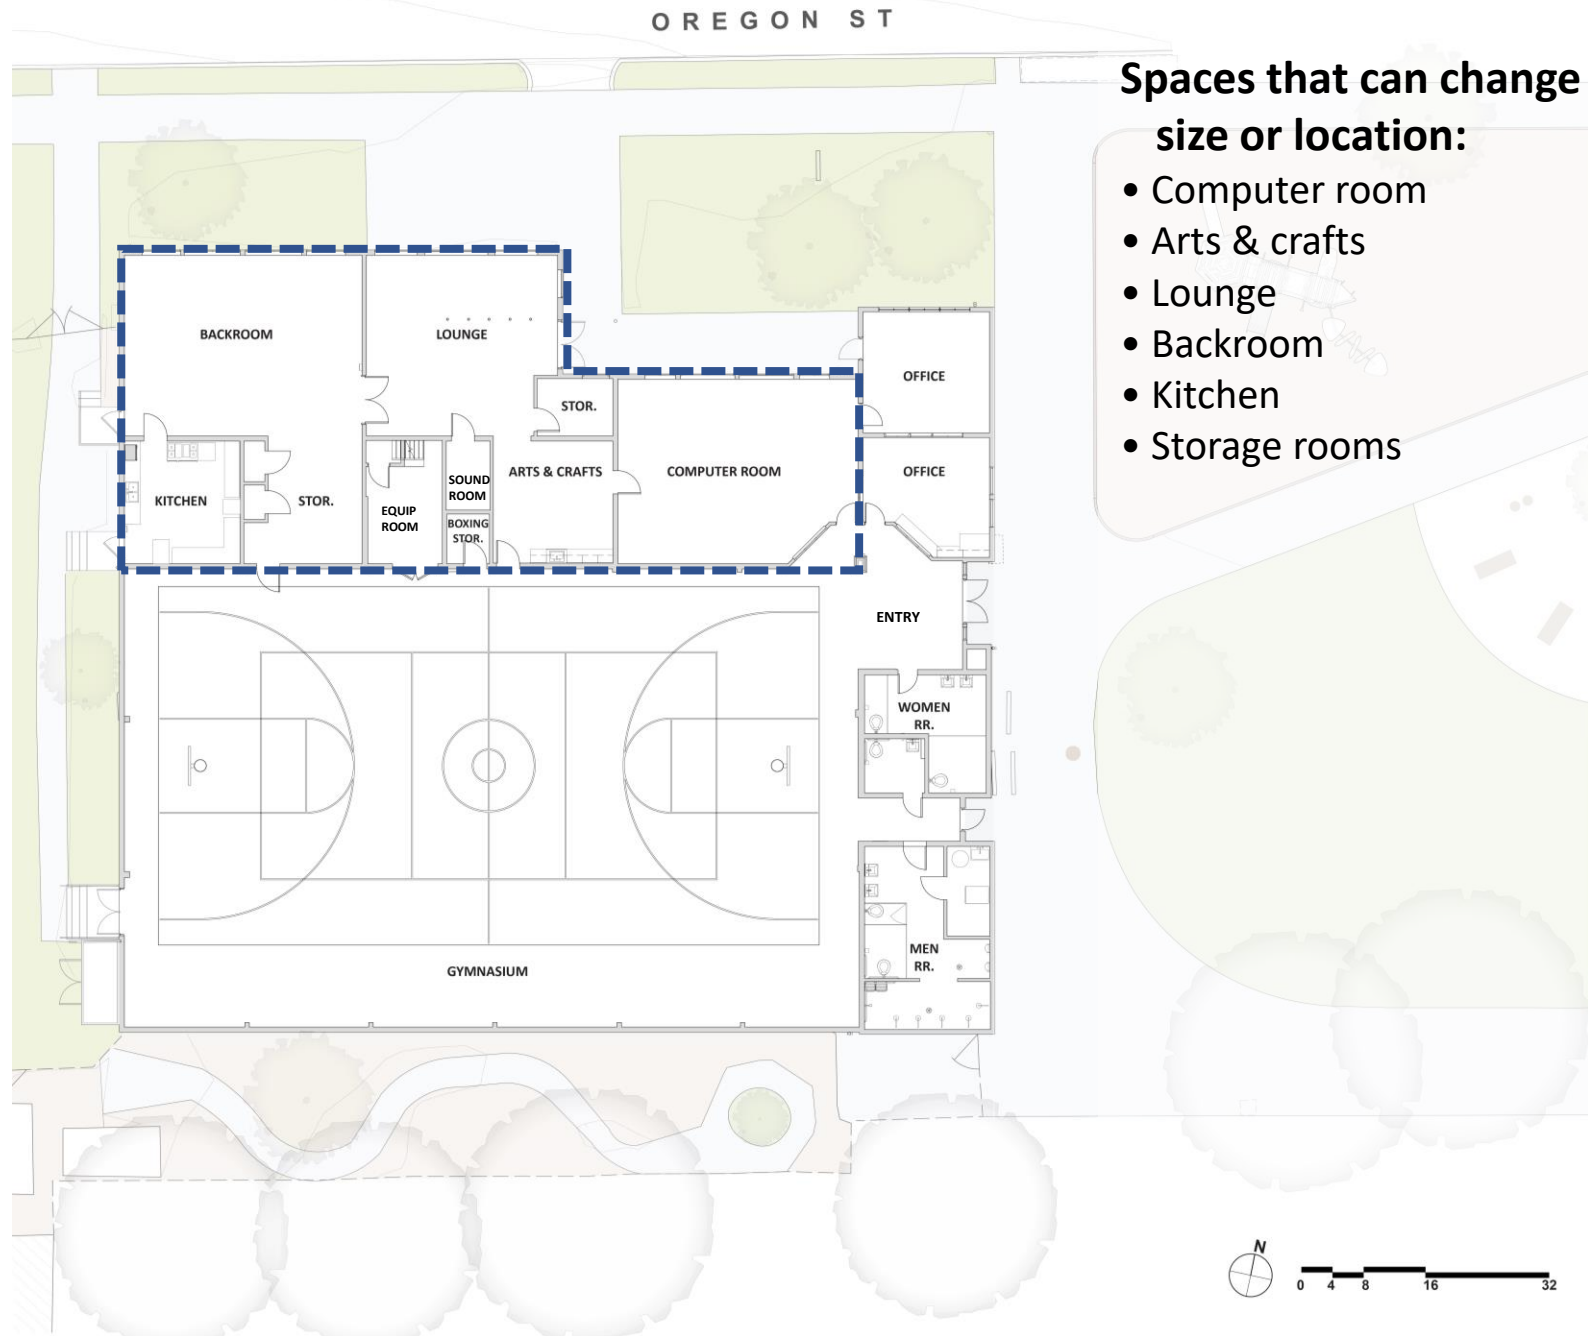 OREGON ST
Spaces that can change
size or location:
• Computer room
• Arts & crafts
• Lounge
• Backroom
• Kitchen
• Storage rooms
BACKROOM
LOUNGE
OFFICE
STOR.
OFFICE
ARTS & CRAFTS
COMPUTER ROOM
KITCHEN
STOR.
SOUND
ROOM
EQUIP
ROOM
BOXING
STOR.
ENTRY
WOMEN
RR.
MEN
RR.
GYMNASIUM
N
0 4 8 16 32